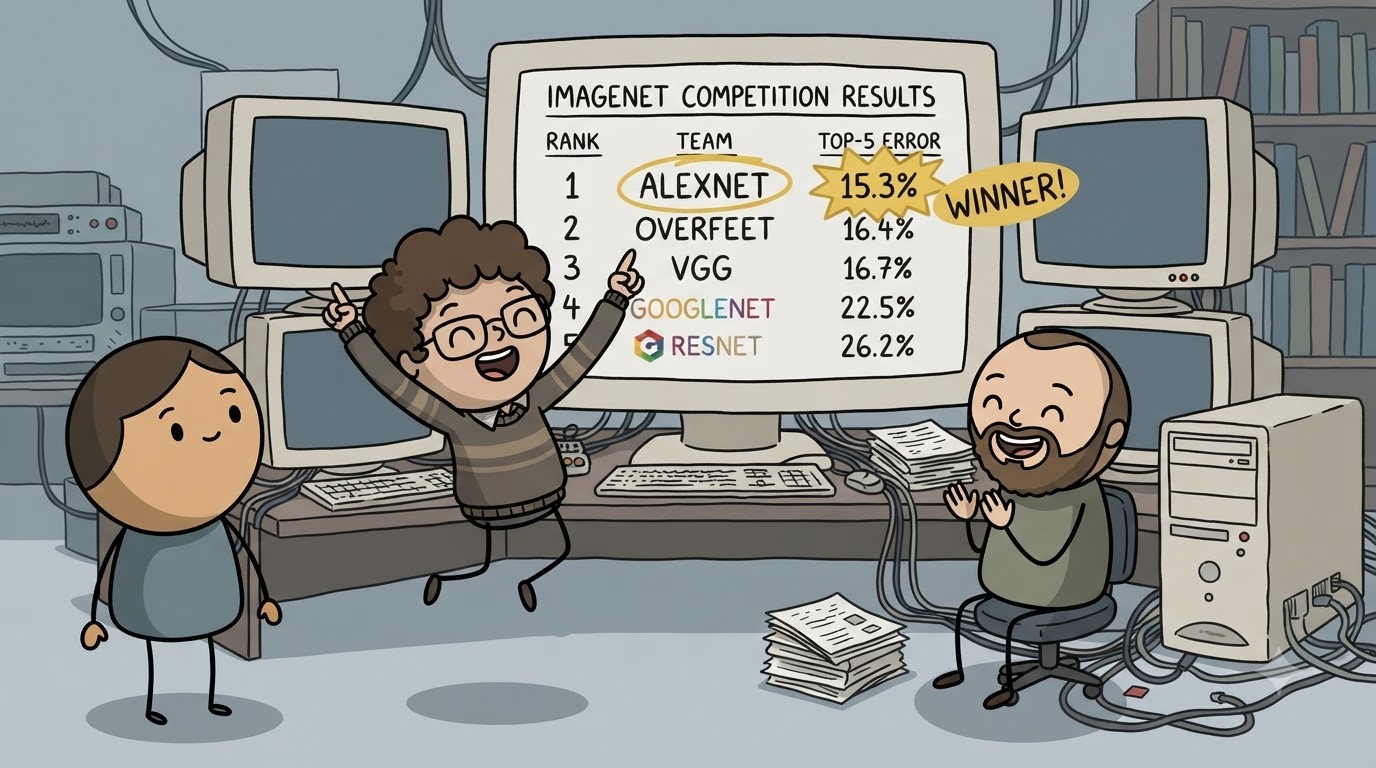 IMAGENET COMPETITION RESULTS
RANK TEAM TOP-5 ERROR
1 ALEXNET 15.3% WINNER!
2 OVERFEET 16.4%
3 VGG 16.7%
4 GOOGLENET 22.5%
5 RESNET 26.2%